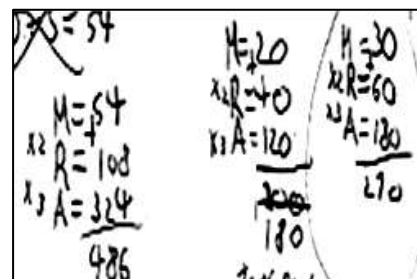 = 54
M = 54
x2 R = 108
x3 A = 324
486
M = 20
x2 R = 40
x3 A = 120
180
M = 30
x2 R = 60
x3 A = 180
270